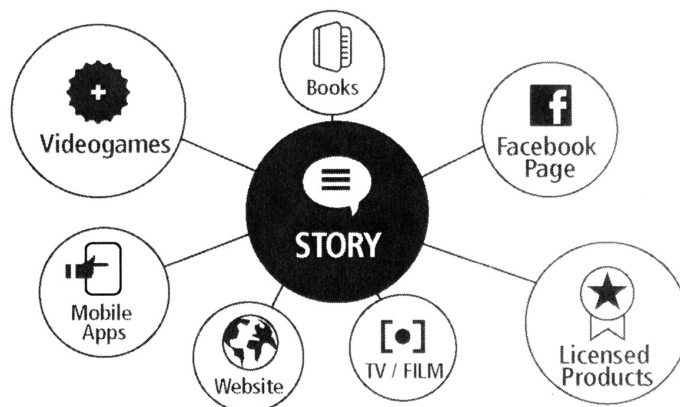 Books
Videogames
Facebook
Page
STORY
Mobile
Apps
Website
TV / FILM
Licensed
Products